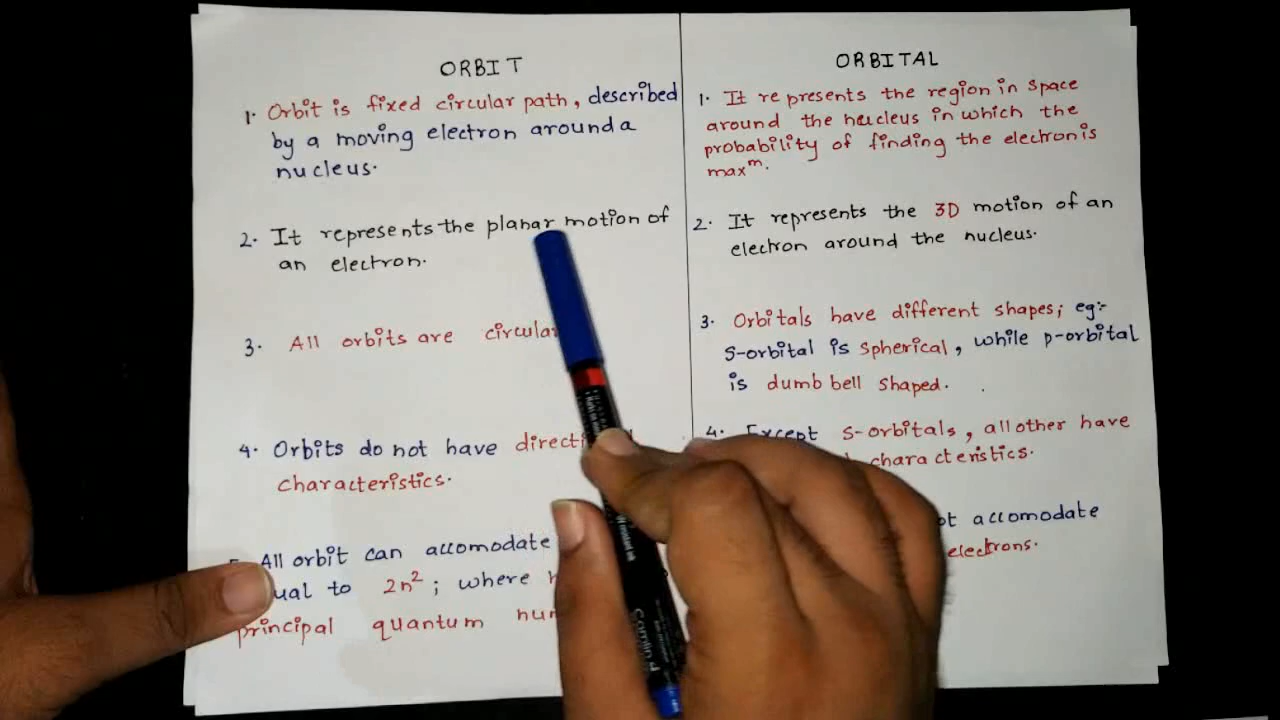 ORBIT
1. Orbit is fixed circular path, described
by a moving electron around a
nucleus.
2. It represents the planar motion of
an electron.
3. All orbits are circular
4. Orbits do not have
characteristics.
All orbit can accomodate
to 2n²; where
principal quantum
ORBITAL
1. It represents the region in space
around the nucleus in which the
probability of finding the electron is
maxᵐ.
2. It represents the 3D motion of an
electron around the nucleus.
3. Orbitals have different shapes; eg:-
s-orbital is spherical, while p-orbital
is dumb bell shaped.
4. Except s-orbitals, all other have
characteristics.
accomodate
electrons.